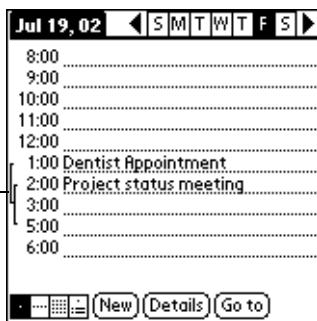 Jul 19, 02 S M T W T F S
8:00
9:00
10:00
11:00
12:00
1:00 Dentist Appointment
2:00 Project status meeting
3:00
5:00
6:00
New Details Go to